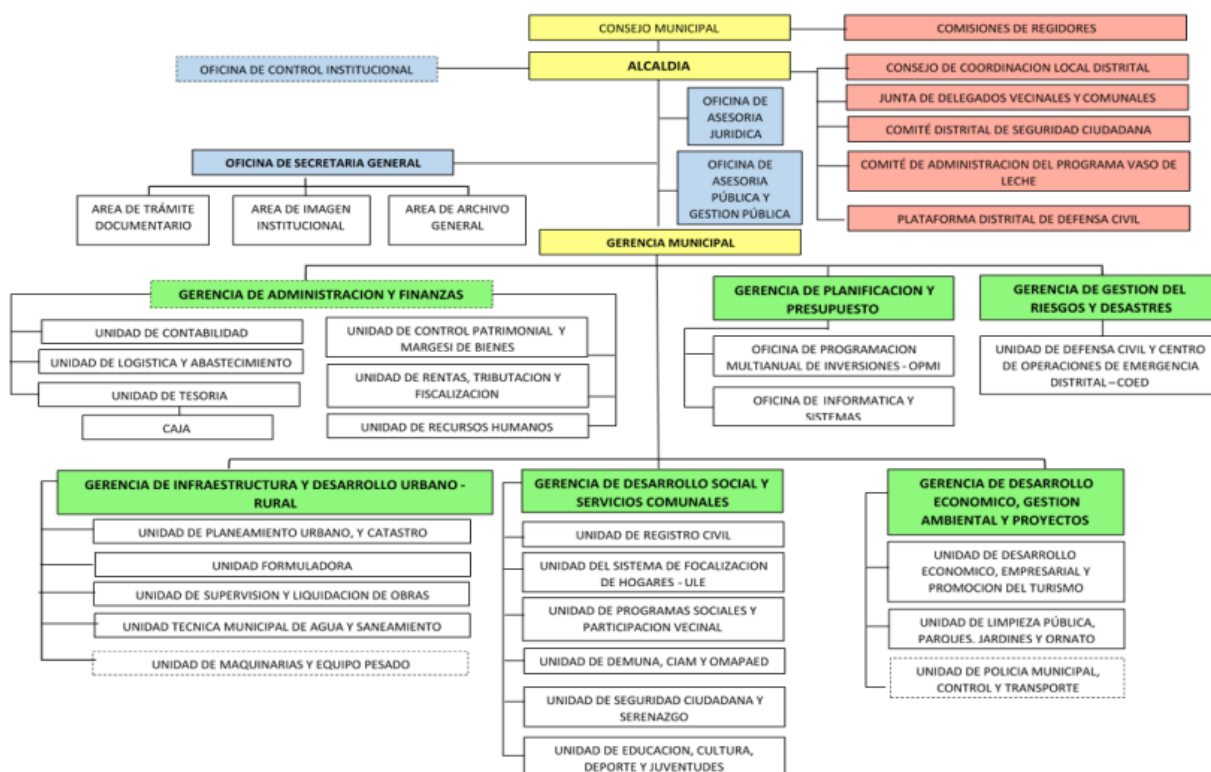 CONSEJO MUNICIPAL
COMISIONES DE REGIDORES
OFICINA DE CONTROL INSTITUCIONAL
ALCALDIA
CONSEJO DE COORDINACION LOCAL DISTRITAL
JUNTA DE DELEGADOS VECINALES Y COMUNALES
COMITÉ DISTRITAL DE SEGURIDAD CIUDADANA
COMITÉ DE ADMINISTRACION DEL PROGRAMA VASO DE
LECHE
PLATAFORMA DISTRITAL DE DEFENSA CIVIL
OFICINA DE
ASESORIA
JURIDICA
OFICINA DE SECRETARIA GENERAL
OFICINA DE
ASESORIA
PÚBLICA Y
GESTION PÚBLICA
AREA DE TRÁMITE
DOCUMENTARIO
AREA DE IMAGEN
INSTITUCIONAL
AREA DE ARCHIVO
GENERAL
GERENCIA MUNICIPAL
GERENCIA DE ADMINISTRACION Y FINANZAS
UNIDAD DE CONTABILIDAD
UNIDAD DE LOGISTICA Y ABASTECIMIENTO
UNIDAD DE TESORIA
CAJA
UNIDAD DE CONTROL PATRIMONIAL Y
MARGESI DE BIENES
UNIDAD DE RENTAS, TRIBUTACION Y
FISCALIZACION
UNIDAD DE RECURSOS HUMANOS
GERENCIA DE PLANIFICACION Y
PRESUPUESTO
OFICINA DE PROGRAMACION
MULTIANUAL DE INVERSIONES - OPMI
OFICINA DE INFORMATICA Y
SISTEMAS
GERENCIA DE GESTION DEL
RIESGOS Y DESASTRES
UNIDAD DE DEFENSA CIVIL Y CENTRO
DE OPERACIONES DE EMERGENCIA
DISTRITAL – COED
GERENCIA DE INFRAESTRUCTURA Y DESARROLLO URBANO -
RURAL
UNIDAD DE PLANEAMIENTO URBANO, Y CATASTRO
UNIDAD FORMULADORA
UNIDAD DE SUPERVISION Y LIQUIDACION DE OBRAS
UNIDAD TECNICA MUNICIPAL DE AGUA Y SANEAMIENTO
UNIDAD DE MAQUINARIAS Y EQUIPO PESADO
GERENCIA DE DESARROLLO SOCIAL Y
SERVICIOS COMUNALES
UNIDAD DE REGISTRO CIVIL
UNIDAD DEL SISTEMA DE FOCALIZACION
DE HOGARES - ULE
UNIDAD DE PROGRAMAS SOCIALES Y
PARTICIPACION VECINAL
UNIDAD DE DEMUNA, CIAM Y OMAPAED
UNIDAD DE SEGURIDAD CIUDADANA Y
SERENAZGO
UNIDAD DE EDUCACION, CULTURA,
DEPORTE Y JUVENTUDES
GERENCIA DE DESARROLLO
ECONOMICO, GESTION
AMBIENTAL Y PROYECTOS
UNIDAD DE DESARROLLO
ECONOMICO, EMPRESARIAL Y
PROMOCION DEL TURISMO
UNIDAD DE LIMPIEZA PÚBLICA,
PARQUES. JARDINES Y ORNATO
UNIDAD DE POLICIA MUNICIPAL,
CONTROL Y TRANSPORTE